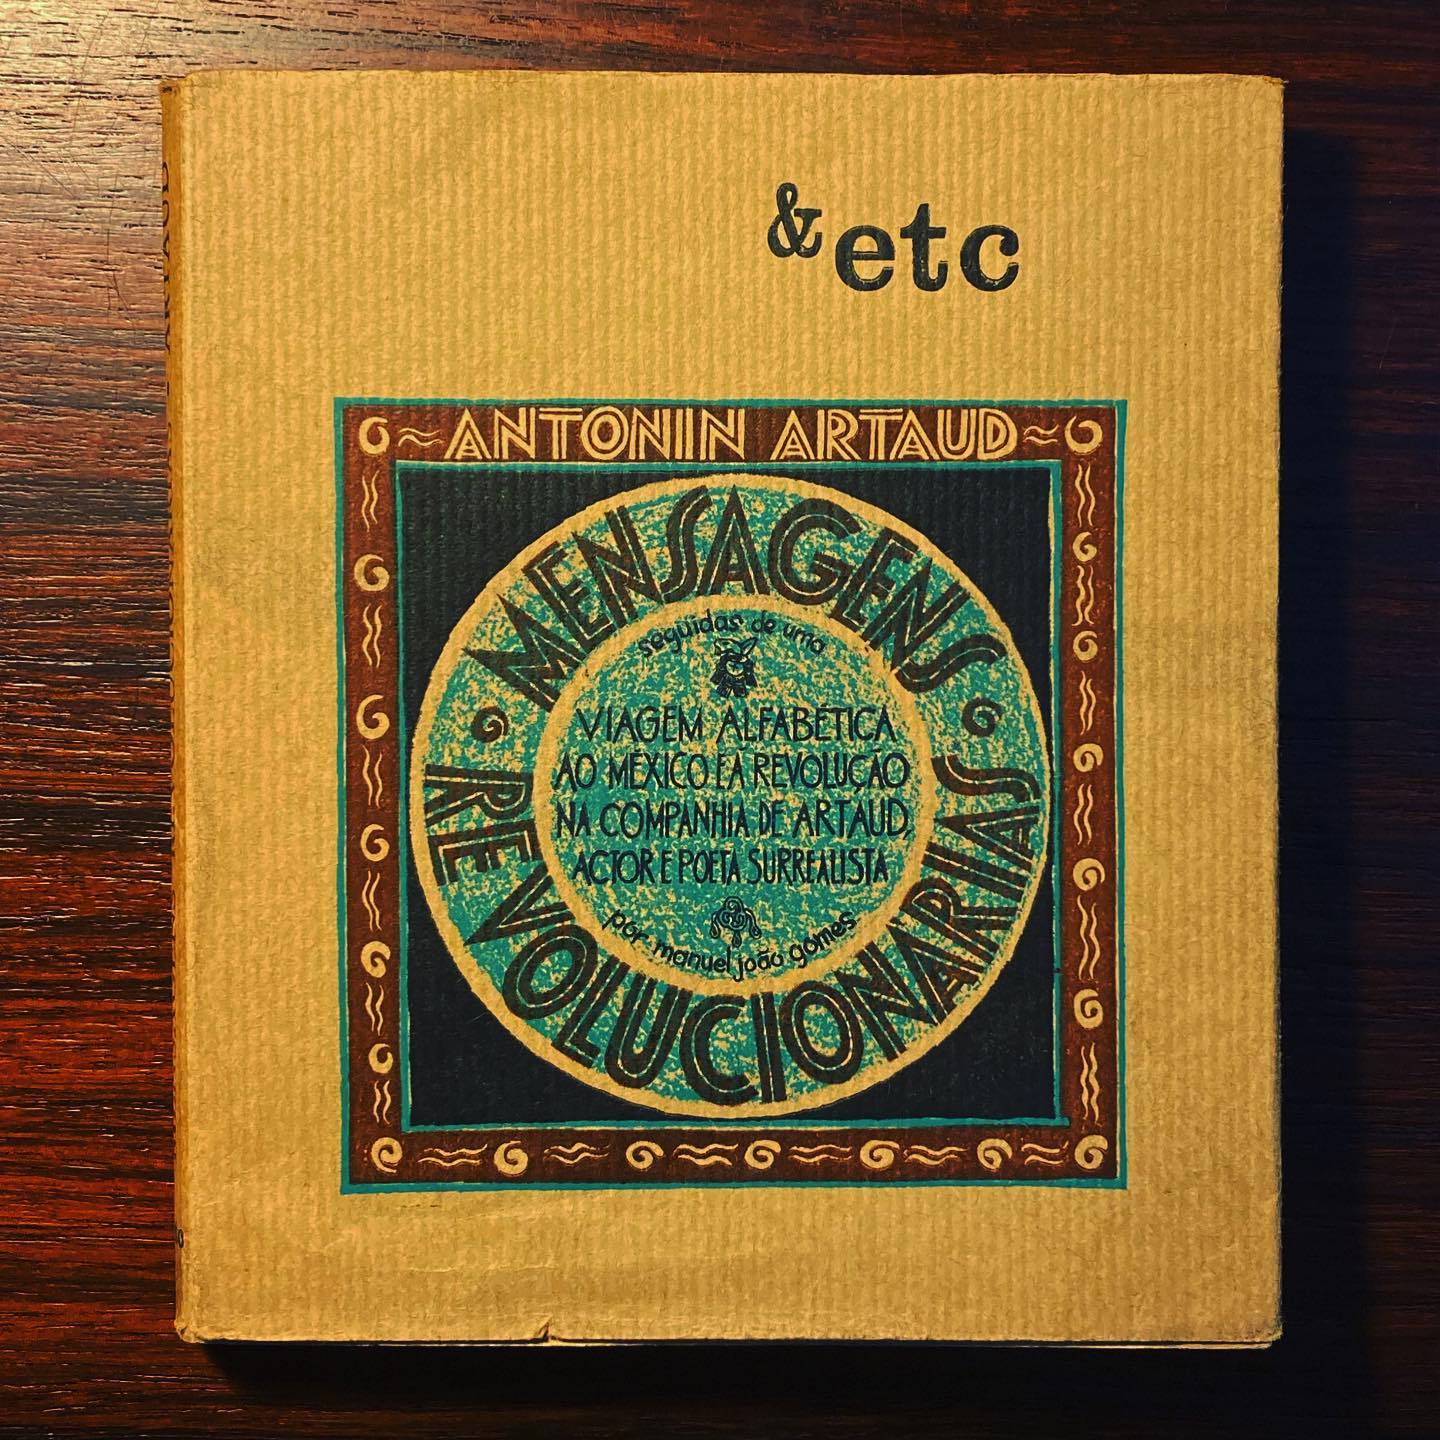 & etc
ANTONIN ARTAUD
MENSAGENS
REVOLUCIONARIAS
seguidas de uma
VIAGEM ALFABÉTICA
AO MÉXICO E À REVOLUÇÃO
NA COMPANHIA DE ARTAUD,
ACTOR E POETA SURREALISTA
por manuel joão gomes